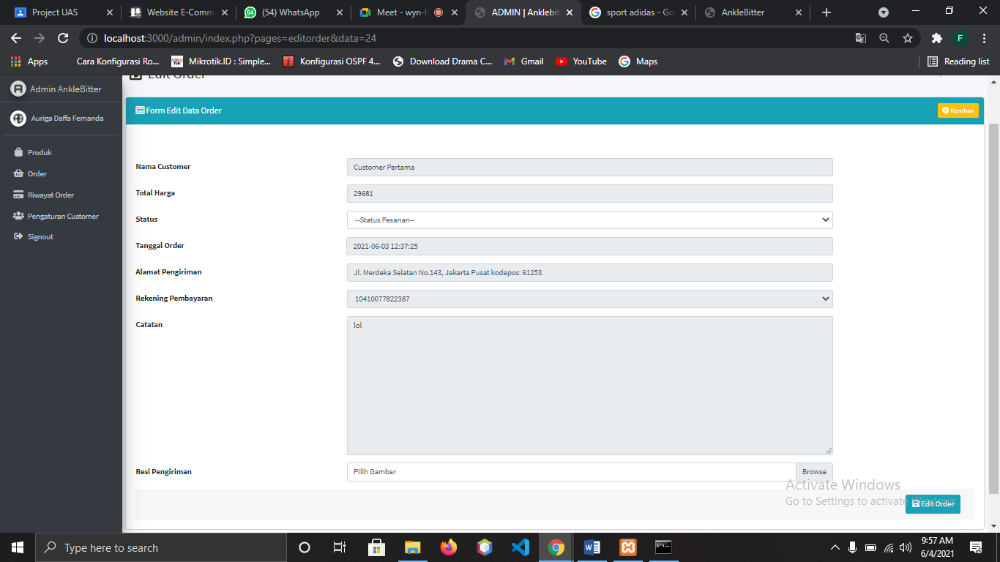 Project UAS
Website E-Comm
(54) WhatsApp
Meet - wyn-h
ADMIN | Anklebit
sport adidas - Go
AnkleBitter
localhost:3000/admin/index.php?pages=editorder&data=24
F
Apps
Cara Konfigurasi Ro...
Mikrotik.ID : Simple...
Konfigurasi OSPF 4...
Download Drama C...
Gmail
YouTube
Maps
Reading list
Admin AnkleBitter
Auriga Daffa Fernanda
Produk
Order
Riwayat Order
Pengaturan Customer
Signout
Edit Order
Form Edit Data Order
Kembali
Nama Customer
Customer Pertama
Total Harga
29681
Status
--Status Pesanan--
Tanggal Order
2021-06-03 12:37:25
Alamat Pengiriman
Jl. Merdeka Selatan No.143, Jakarta Pusat kodepos: 61253
Rekening Pembayaran
10410077822387
Catatan
lol
Resi Pengiriman
Pilih Gambar
Browse
Activate Windows
Go to Settings to activate Windows.
Edit Order
Type here to search
9:57 AM
6/4/2021